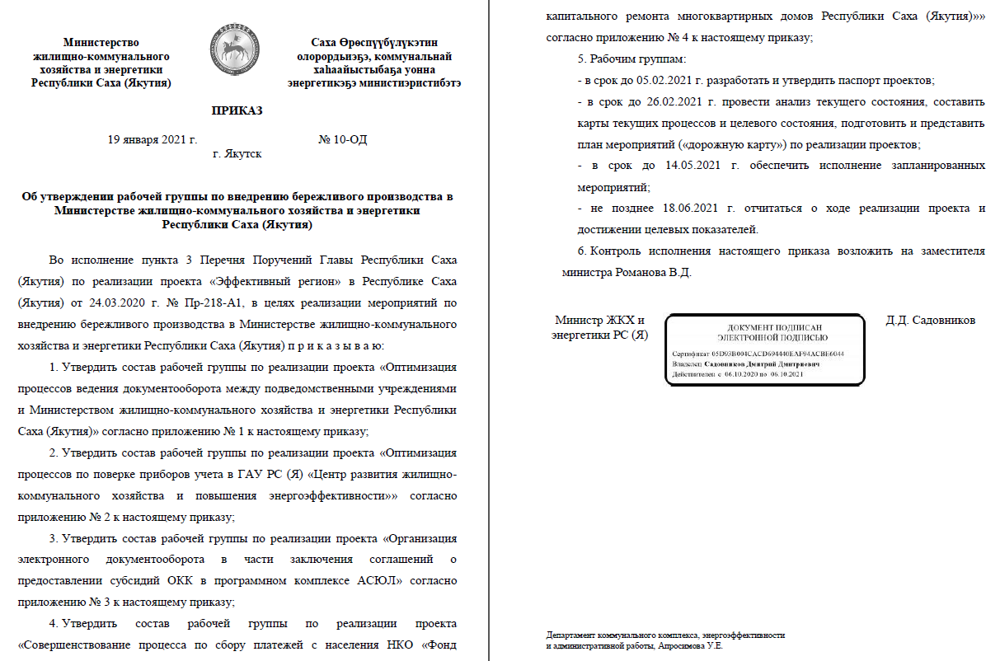 Министерство
жилищно-коммунального
хозяйства и энергетики
Республики Саха (Якутия)
Саха Өрөспүүбүлүкэтин
олорордьиэҕэ, коммунальнай
хаһаайыстыбаҕа уонна
энергетикэҕэ министиэристибэтэ
ПРИКАЗ
19 января 2021 г. № 10-ОД
г. Якутск
Об утверждении рабочей группы по внедрению бережливого производства в
Министерстве жилищно-коммунального хозяйства и энергетики
Республики Саха (Якутия)
Во исполнение пункта 3 Перечня Поручений Главы Республики Саха
(Якутия) по реализации проекта «Эффективный регион» в Республике Саха
(Якутия) от 24.03.2020 г. № Пр-218-А1, в целях реализации мероприятий по
внедрению бережливого производства в Министерстве жилищно-коммунального
хозяйства и энергетики Республики Саха (Якутия) п р и к а з ы в а ю:
1. Утвердить состав рабочей группы по реализации проекта «Оптимизация
процессов ведения документооборота между подведомственными учреждениями
и Министерством жилищно-коммунального хозяйства и энергетики Республики
Саха (Якутия)» согласно приложению № 1 к настоящему приказу;
2. Утвердить состав рабочей группы по реализации проекта «Оптимизация
процессов по поверке приборов учета в ГАУ РС (Я) «Центр развития жилищно-
коммунального хозяйства и повышения энергоэффективности»» согласно
приложению № 2 к настоящему приказу;
3. Утвердить состав рабочей группы по реализации проекта «Организация
электронного документооборота в части заключения соглашений о
предоставлении субсидий ОКК в программном комплексе АСЮЛ» согласно
приложению № 3 к настоящему приказу;
4. Утвердить состав рабочей группы по реализации проекта
«Совершенствование процесса по сбору платежей с населения НКО «Фонд
капитального ремонта многоквартирных домов Республики Саха (Якутия)»»
согласно приложению № 4 к настоящему приказу;
5. Рабочим группам:
- в срок до 05.02.2021 г. разработать и утвердить паспорт проектов;
- в срок до 26.02.2021 г. провести анализ текущего состояния, составить
карты текущих процессов и целевого состояния, подготовить и представить
план мероприятий («дорожную карту») по реализации проектов;
- в срок до 14.05.2021 г. обеспечить исполнение запланированных
мероприятий;
- не позднее 18.06.2021 г. отчитаться о ходе реализации проекта и
достижении целевых показателей.
6. Контроль исполнения настоящего приказа возложить на заместителя
министра Романова В.Д.
Министр ЖКХ и
энергетики РС (Я)
ДОКУМЕНТ ПОДПИСАН
ЭЛЕКТРОННОЙ ПОДПИСЬЮ
Сертификат 05D93B004CACD694440EAF94ACBE6044
Владелец Садовников Дмитрий Дмитриевич
Действителен с 06.10.2020 по 06.10.2021
Д.Д. Садовников
Департамент коммунального комплекса, энергоэффективности
и административной работы, Апросимова У.Е.